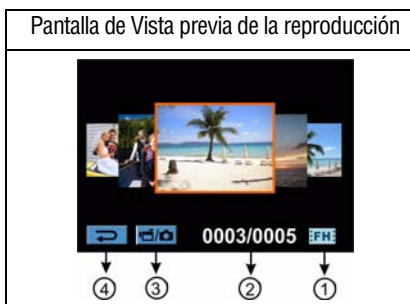 Pantalla de Vista previa de la reproducción
0003/0005 FH
④ ③ ② ①